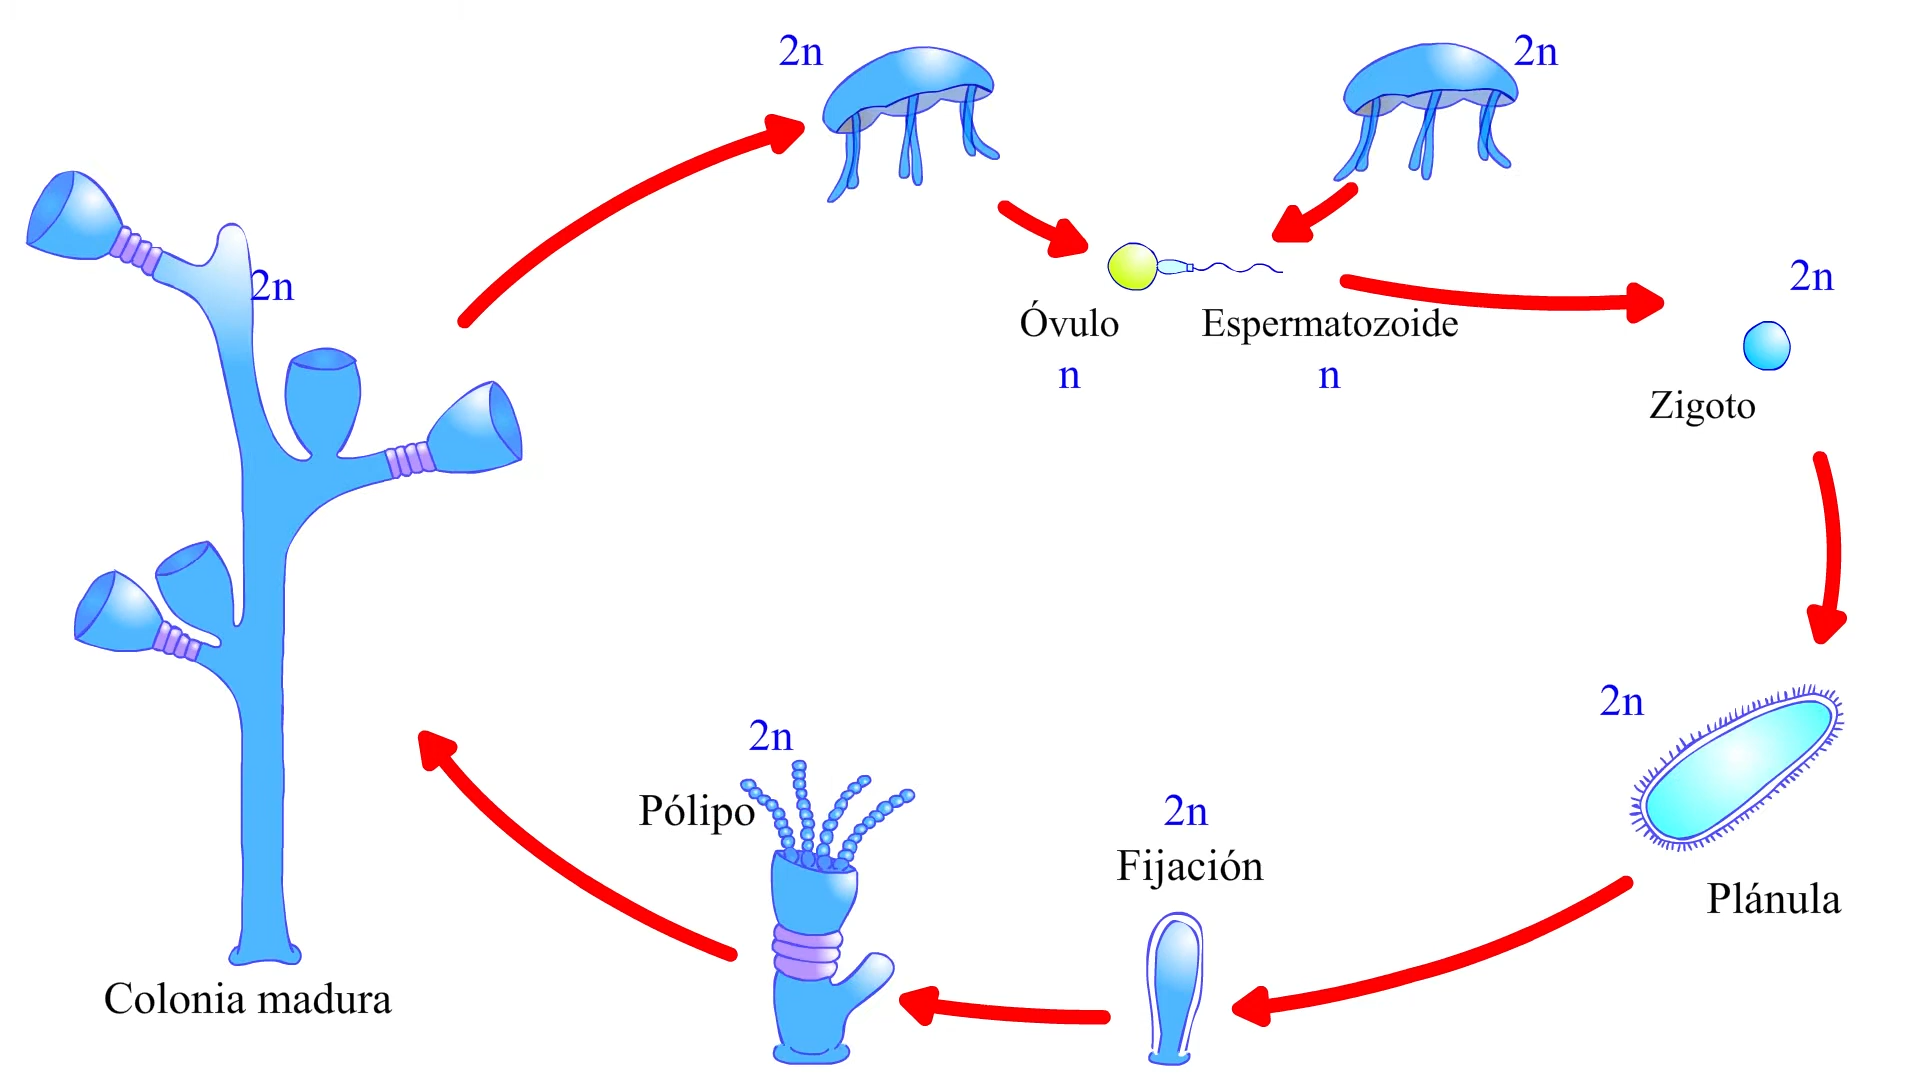 2n
2n
2n
2n
Óvulo
Espermatozoide
n
n
Zigoto
2n
2n
Pólipo
2n
Fijación
Plánula
Colonia madura